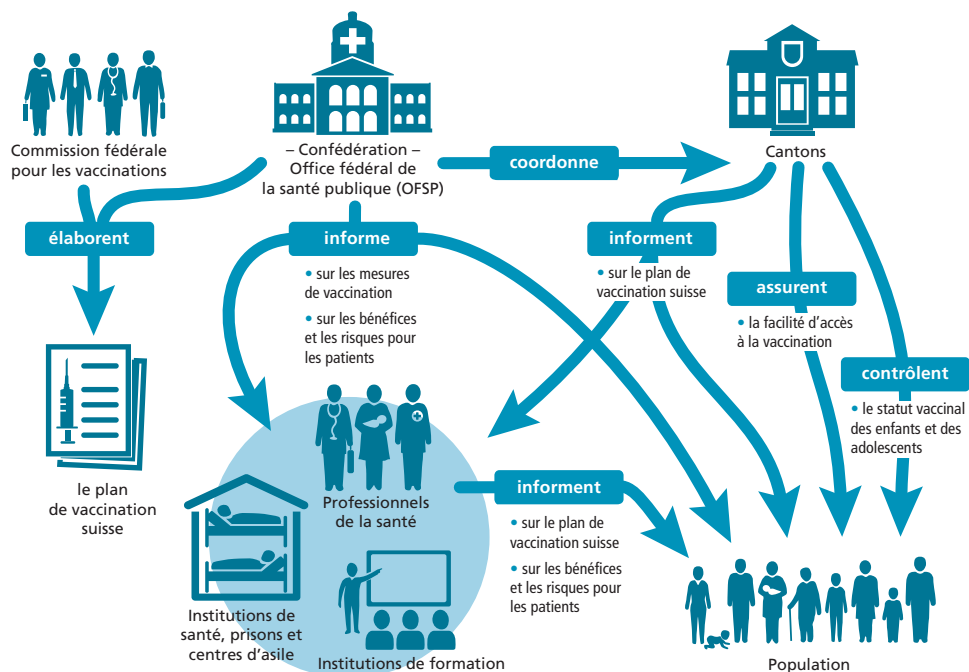 Commission fédérale
pour les vaccinations
– Confédération –
Office fédéral de
la santé publique (OFSP)
coordonne
Cantons
élaborent
informe
• sur les mesures
de vaccination
• sur les bénéfices
et les risques pour
les patients
informent
• sur le plan de
vaccination suisse
assurent
• la facilité d’accès
à la vaccination
contrôlent
• le statut vaccinal
des enfants et des
adolescents
le plan
de vaccination
suisse
Professionnels
de la santé
Institutions de
santé, prisons et
centres d’asile
Institutions de formation
informent
• sur le plan de
vaccination suisse
• sur les bénéfices
et les risques pour
les patients
Population